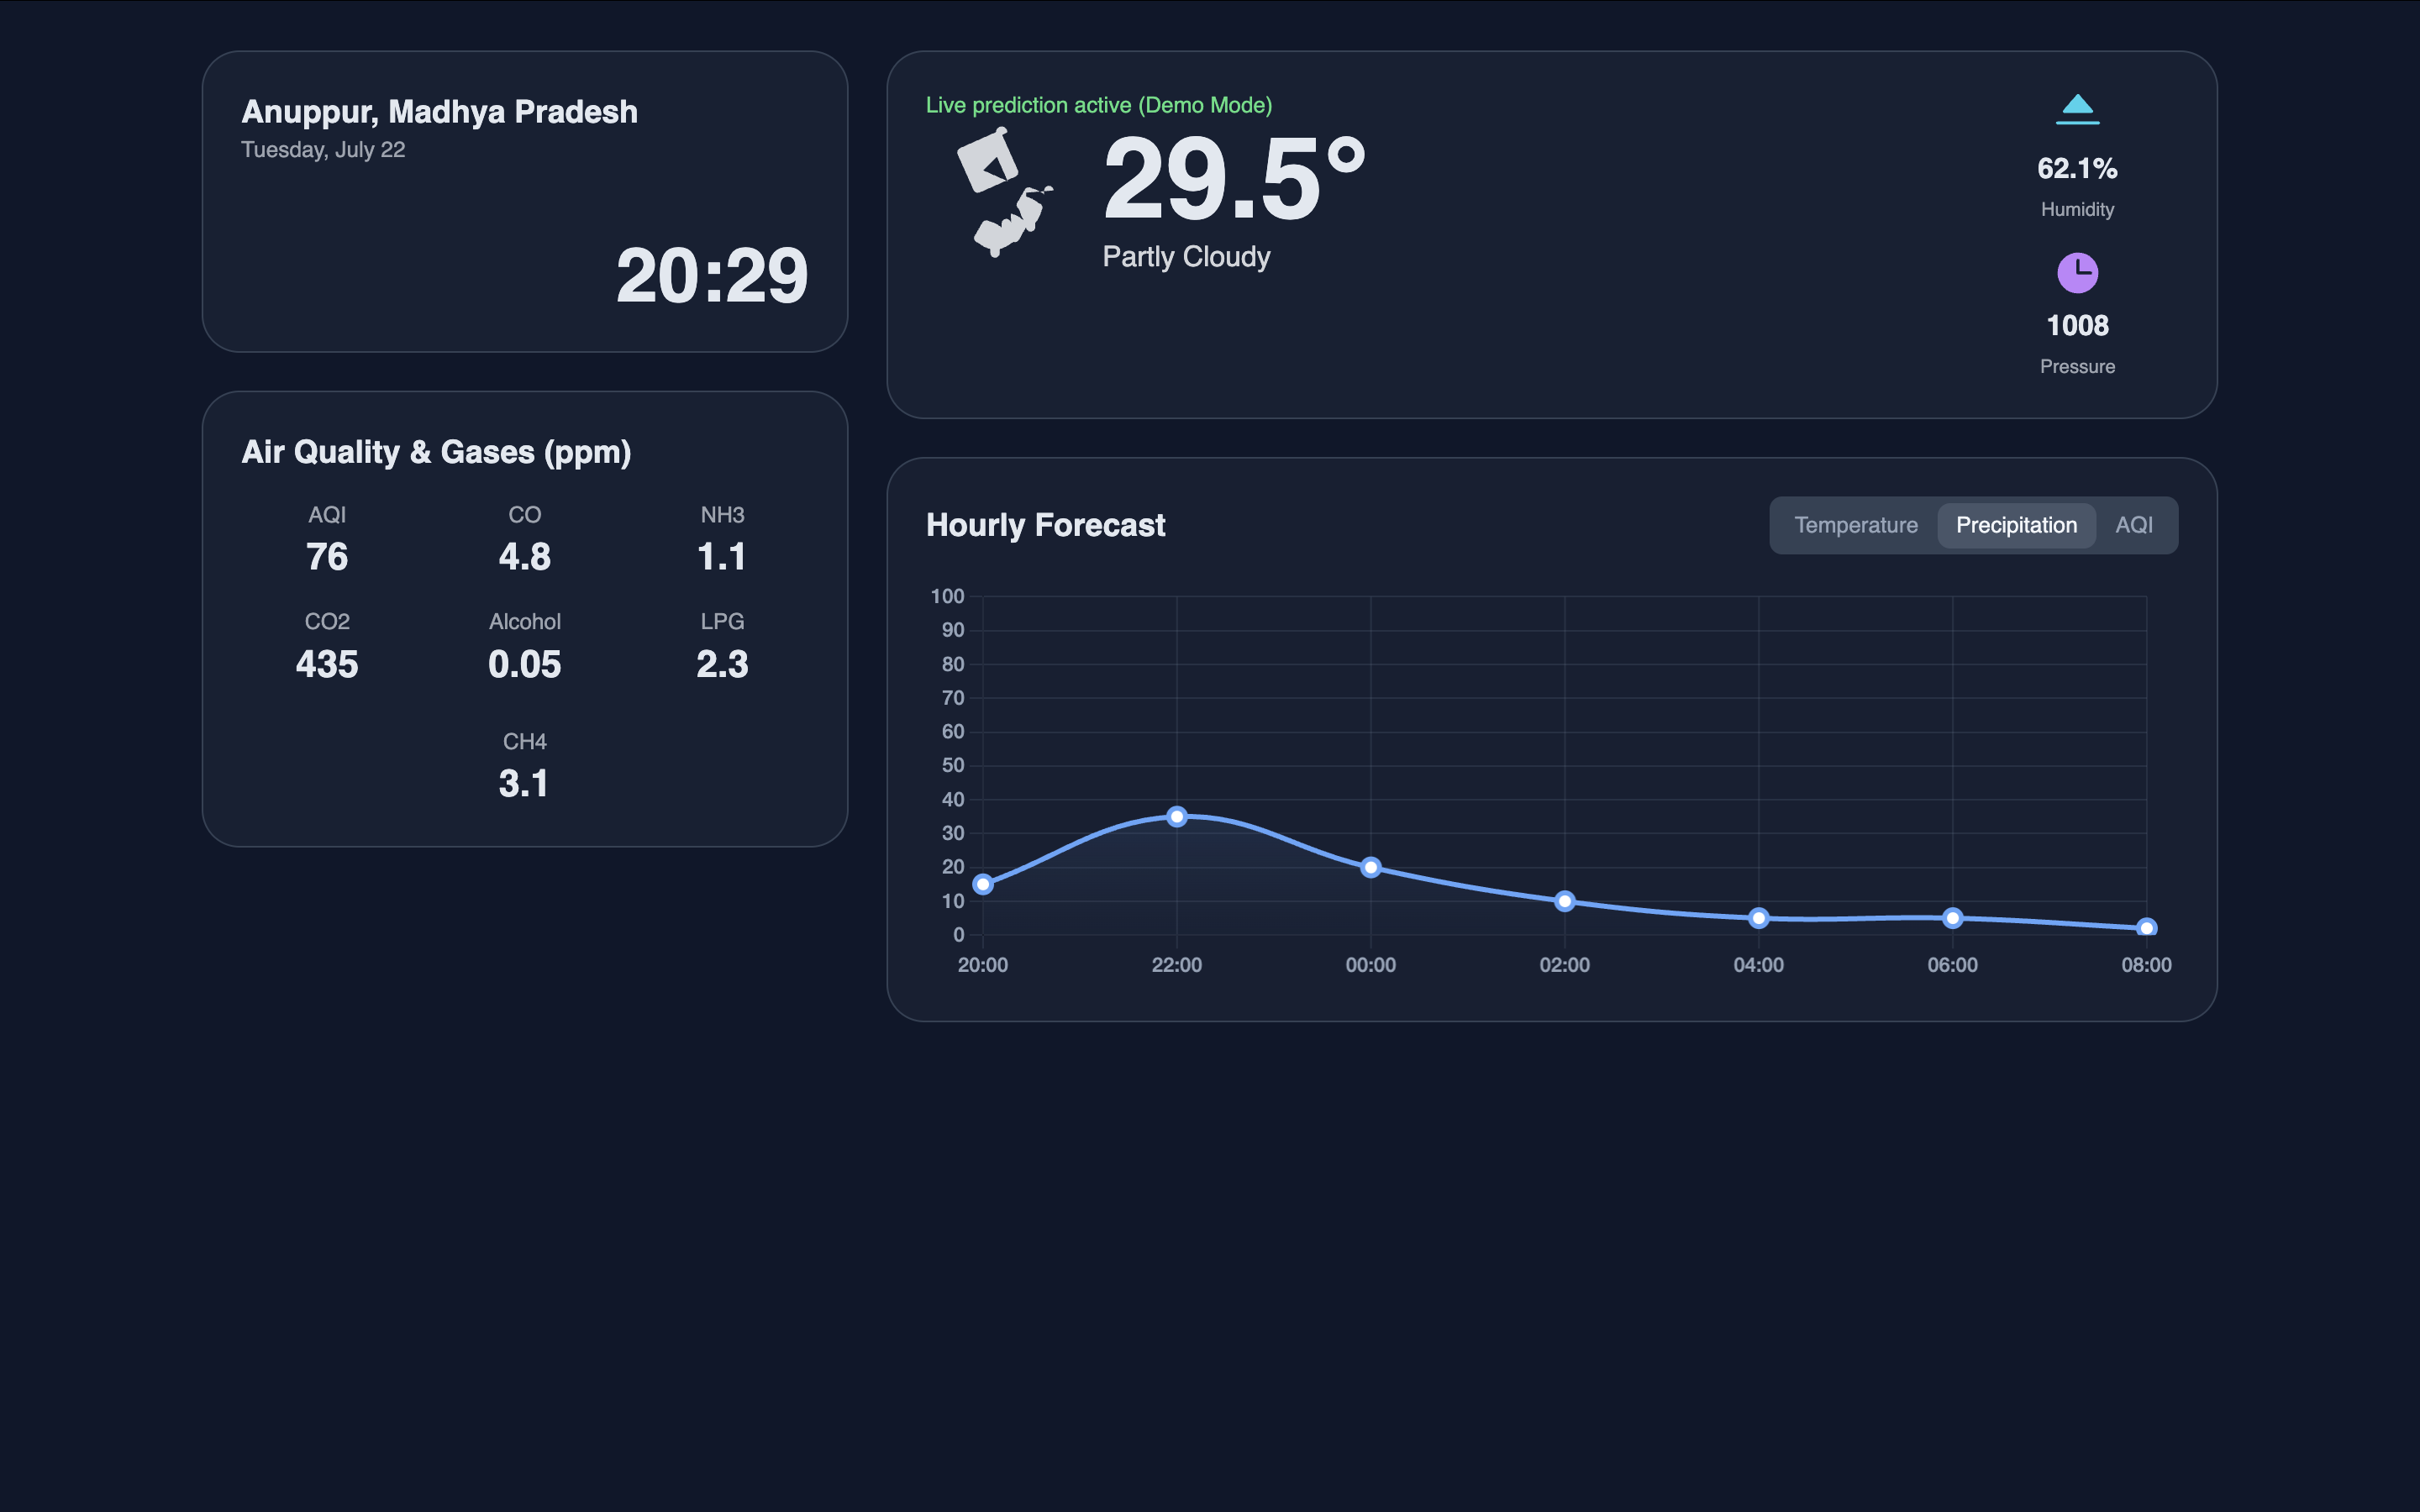 Anuppur, Madhya Pradesh
Tuesday, July 22
20:29
Air Quality & Gases (ppm)
AQI CO NH3
76 4.8 1.1
CO2 Alcohol LPG
435 0.05 2.3
CH4
3.1
Live prediction active (Demo Mode)
29.5°
Partly Cloudy
62.1%
Humidity
1008
Pressure
Hourly Forecast
Temperature Precipitation AQI
100
90
80
70
60
50
40
30
20
10
0
20:00 22:00 00:00 02:00 04:00 06:00 08:00